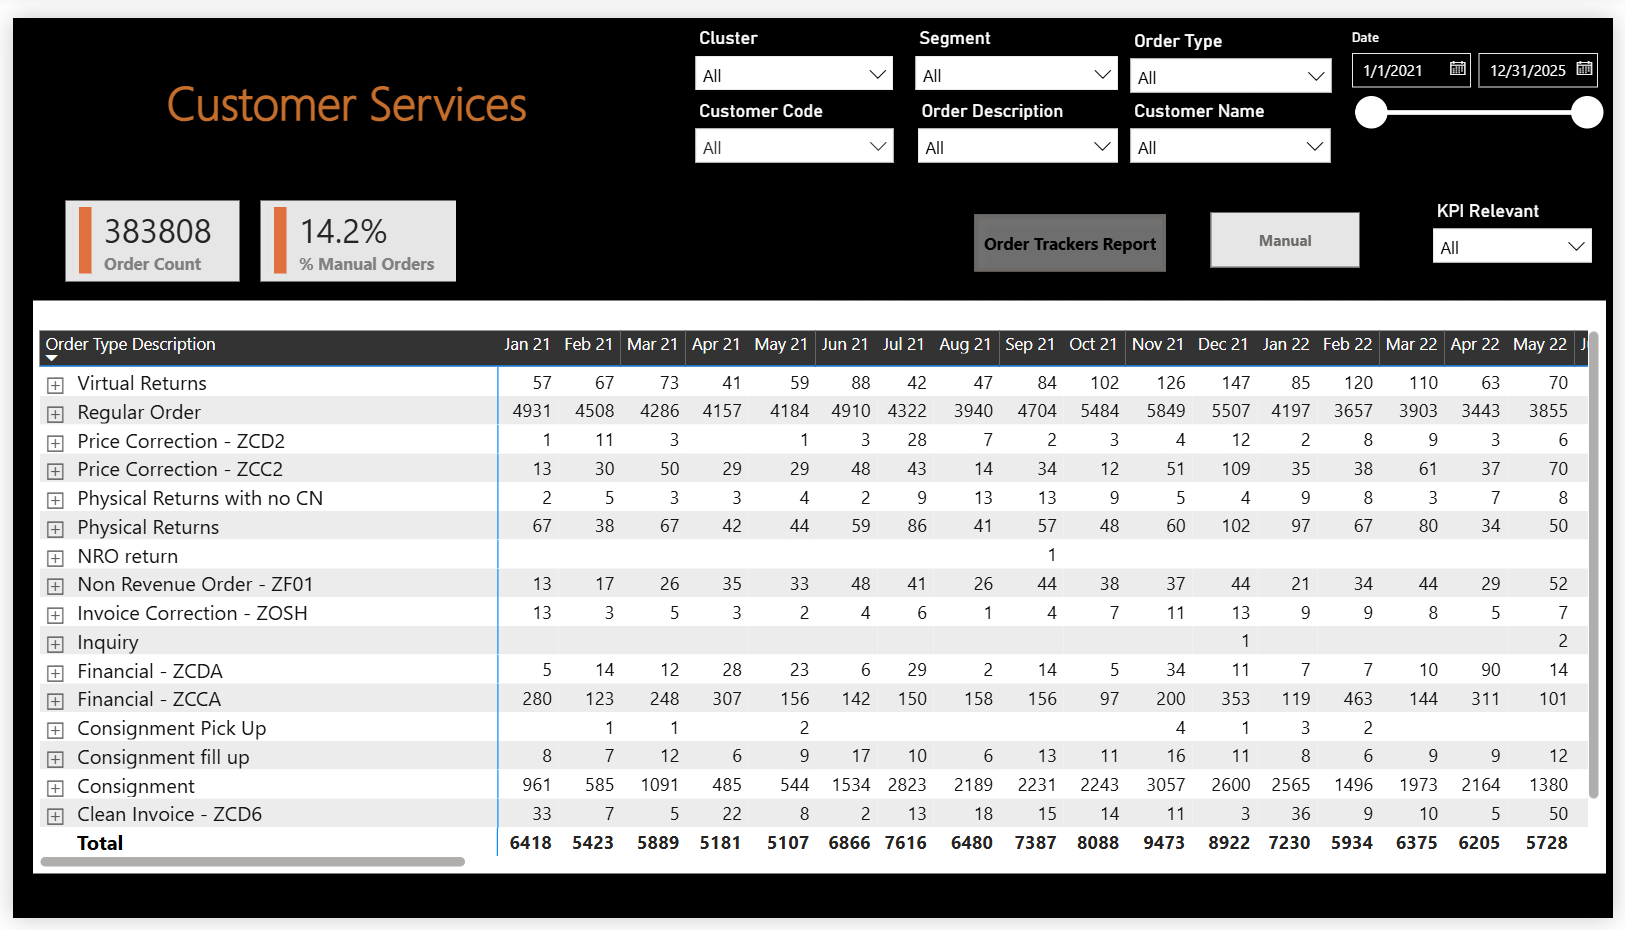 Cluster Segment Order Type Date
All All All 1/1/2021 12/31/2025
Customer Services
Customer Code Order Description Customer Name
All All All
383808 14.2%
Order Count % Manual Orders
Order Trackers Report Manual
KPI Relevant
All
Order Type Description Jan 21 Feb 21 Mar 21 Apr 21 May 21 Jun 21 Jul 21 Aug 21 Sep 21 Oct 21 Nov 21 Dec 21 Jan 22 Feb 22 Mar 22 Apr 22 May 22
Virtual Returns 57 67 73 41 59 88 42 47 84 102 126 147 85 120 110 63 70
Regular Order 4931 4508 4286 4157 4184 4910 4322 3940 4704 5484 5849 5507 4197 3657 3903 3443 3855
Price Correction - ZCD2 1 11 3 1 3 28 7 2 3 4 12 2 8 9 3 6
Price Correction - ZCC2 13 30 50 29 29 48 43 14 34 12 51 109 35 38 61 37 70
Physical Returns with no CN 2 5 3 3 4 2 9 13 13 9 5 4 9 8 3 7 8
Physical Returns 67 38 67 42 44 59 86 41 57 48 60 102 97 67 80 34 50
NRO return 1
Non Revenue Order - ZF01 13 17 26 35 33 48 41 26 44 38 37 44 21 34 44 29 52
Invoice Correction - ZOSH 13 3 5 3 2 4 6 1 4 7 11 13 9 9 8 5 7
Inquiry 1 2
Financial - ZCDA 5 14 12 28 23 6 29 2 14 5 34 11 7 7 10 90 14
Financial - ZCCA 280 123 248 307 156 142 150 158 156 97 200 353 119 463 144 311 101
Consignment Pick Up 1 1 2 4 1 3 2
Consignment fill up 8 7 12 6 9 17 10 6 13 11 16 11 8 6 9 9 12
Consignment 961 585 1091 485 544 1534 2823 2189 2231 2243 3057 2600 2565 1496 1973 2164 1380
Clean Invoice - ZCD6 33 7 5 22 8 2 13 18 15 14 11 3 36 9 10 5 50
Total 6418 5423 5889 5181 5107 6866 7616 6480 7387 8088 9473 8922 7230 5934 6375 6205 5728